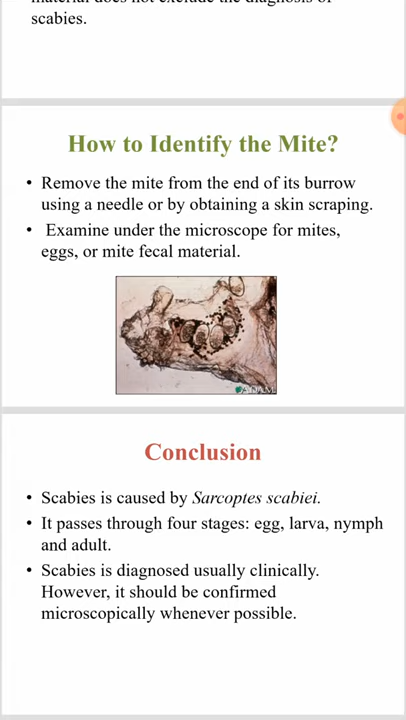 scabies.
How to Identify the Mite?
• Remove the mite from the end of its burrow
using a needle or by obtaining a skin scraping.
• Examine under the microscope for mites,
eggs, or mite fecal material.
ADAM
Conclusion
• Scabies is caused by Sarcoptes scabiei.
• It passes through four stages: egg, larva, nymph
and adult.
• Scabies is diagnosed usually clinically.
However, it should be confirmed
microscopically whenever possible.